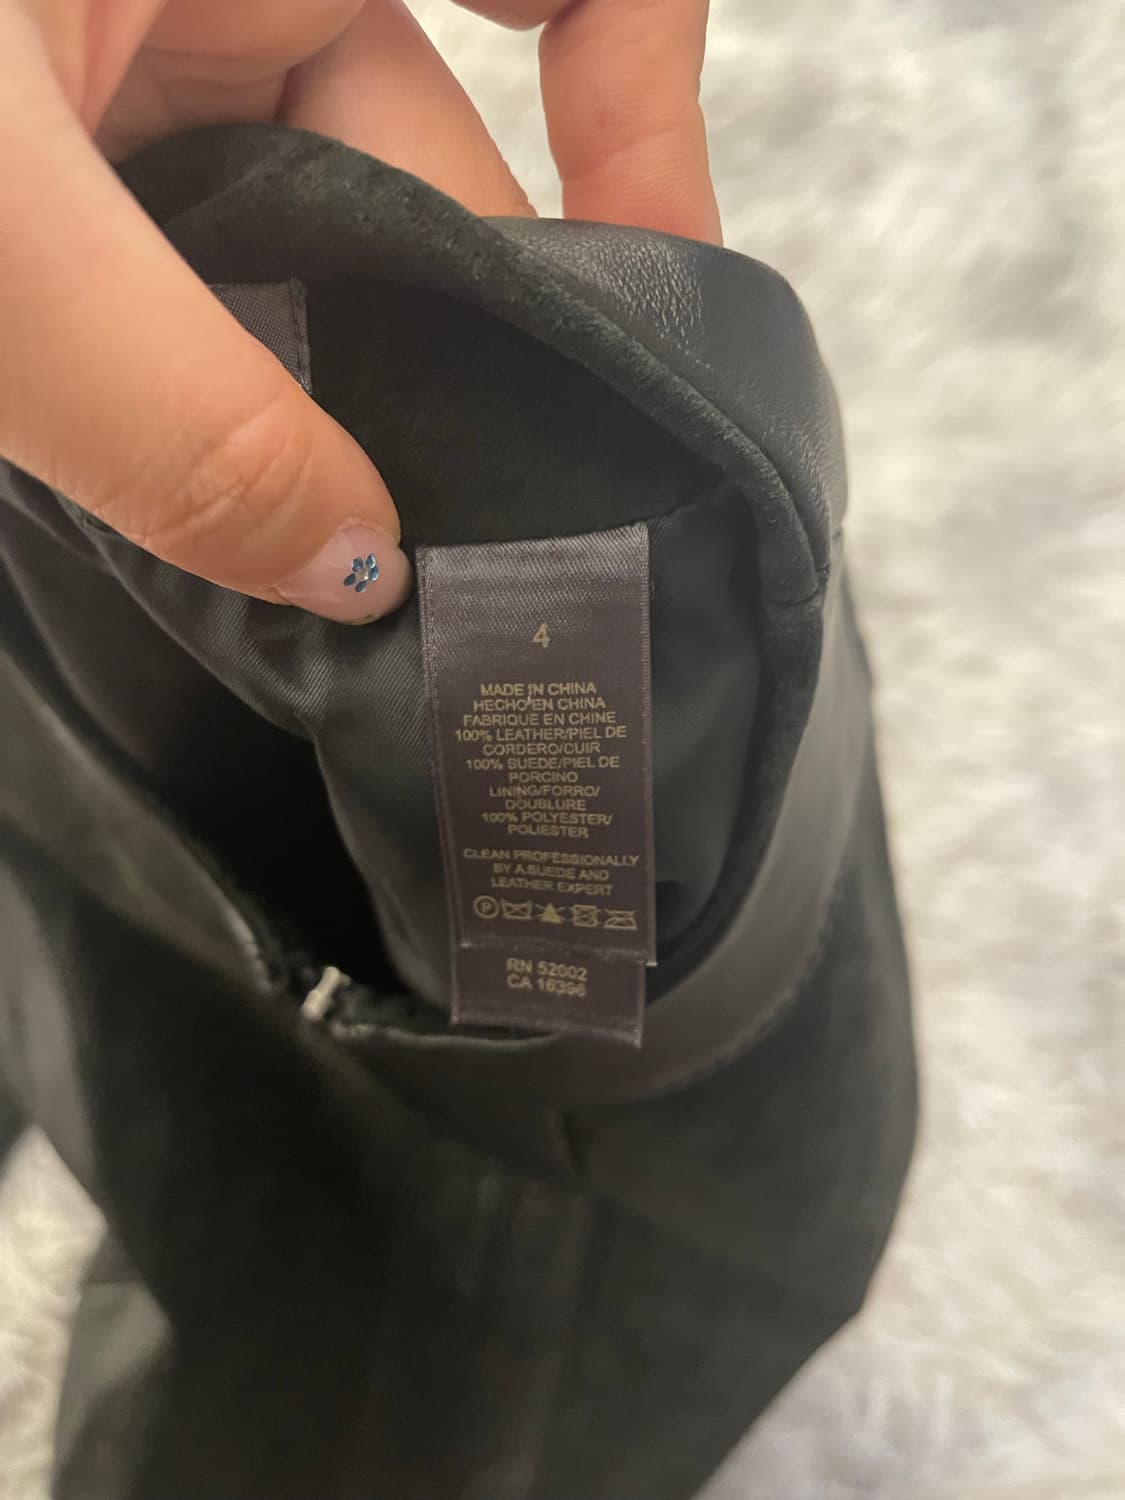 4
MADE IN CHINA
HECHO EN CHINA
FABRIQUE EN CHINE
100% LEATHER/PIEL DE
CORDERO/CUIR
100% SUEDE/PIEL DE
PORCINO
LINING/FORRO/
DOUBLURE
100% POLYESTER/
POLIESTER
CLEAN PROFESSIONALLY
BY A SUEDE AND
LEATHER EXPERT
P
RN 52002
CA 16396